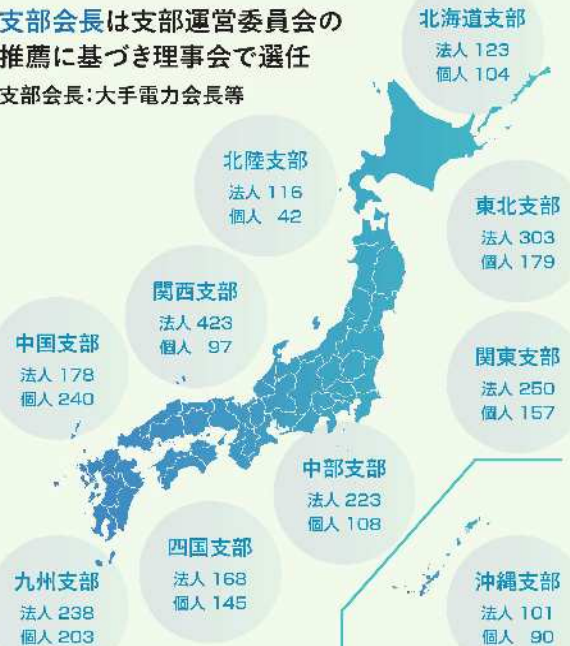 支部会長は支部運営委員会の
推薦に基づき理事会で選任
支部会長:大手電力会長等
北海道支部
法人 123
個人 104
北陸支部
法人 116
個人 42
東北支部
法人 303
個人 179
関西支部
法人 423
個人 97
中国支部
法人 178
個人 240
関東支部
法人 250
個人 157
中部支部
法人 223
個人 108
四国支部
法人 168
個人 145
九州支部
法人 238
個人 203
沖縄支部
法人 101
個人 90